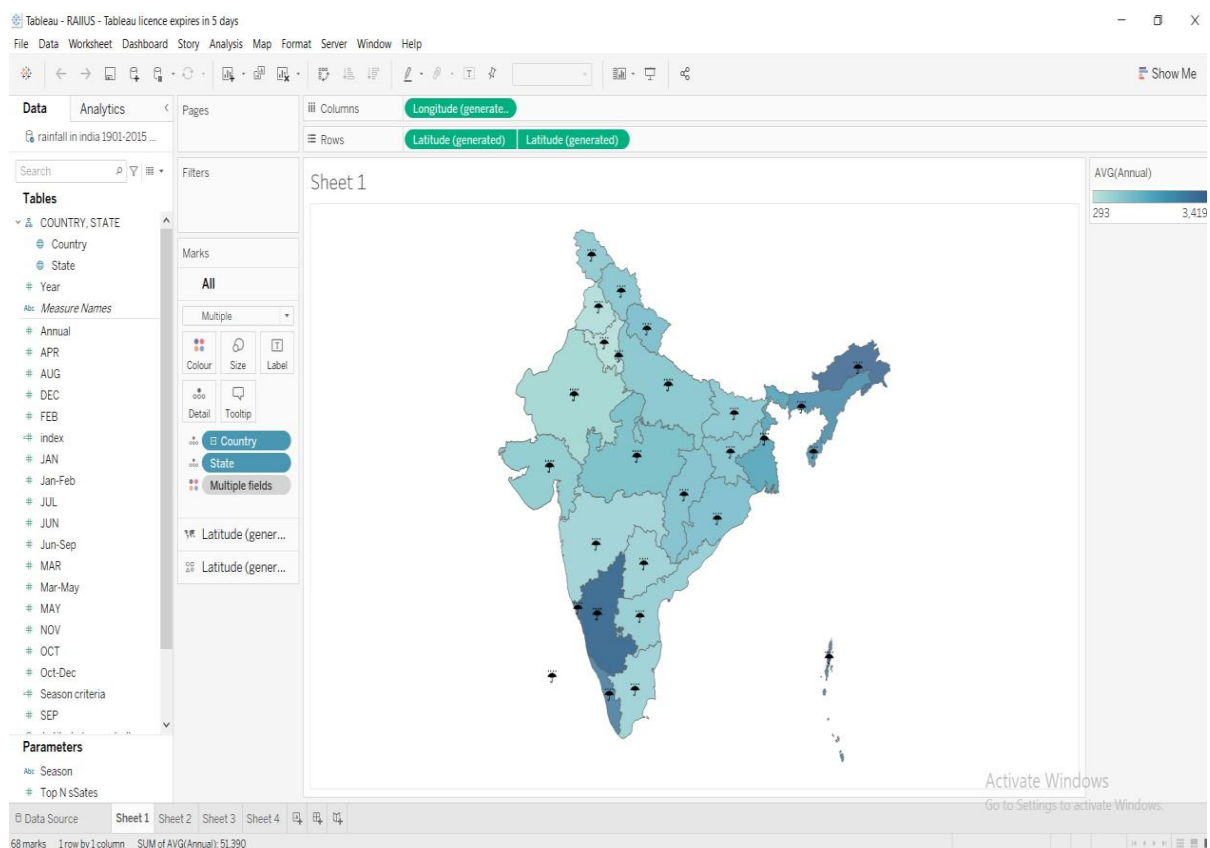 Tableau - RAIIUS - Tableau licence expires in 5 days
File Data Worksheet Dashboard Story Analysis Map Format Server Window Help
Show Me
Data Analytics
Pages
Columns
Longitude (generate..
rainfall in india 1901-2015 ...
Rows
Latitude (generated) Latitude (generated)
Search
Filters
Sheet 1
AVG(Annual)
293 3,419
Tables
COUNTRY, STATE
Country
State
Year
Abc Measure Names
Annual
APR
AUG
DEC
FEB
index
JAN
Jan-Feb
JUL
JUN
Jun-Sep
MAR
Mar-May
MAY
NOV
OCT
Oct-Dec
Season criteria
SEP
Marks
All
Multiple
Colour Size Label
Detail Tooltip
Country
State
Multiple fields
Latitude (gener...
Latitude (gener...
Parameters
Abc Season
Top N sSates
Activate Windows
Go to Settings to activate Windows.
Data Source Sheet 1 Sheet 2 Sheet 3 Sheet 4
68 marks 1 row by 1 column SUM of AVG(Annual): 51,390